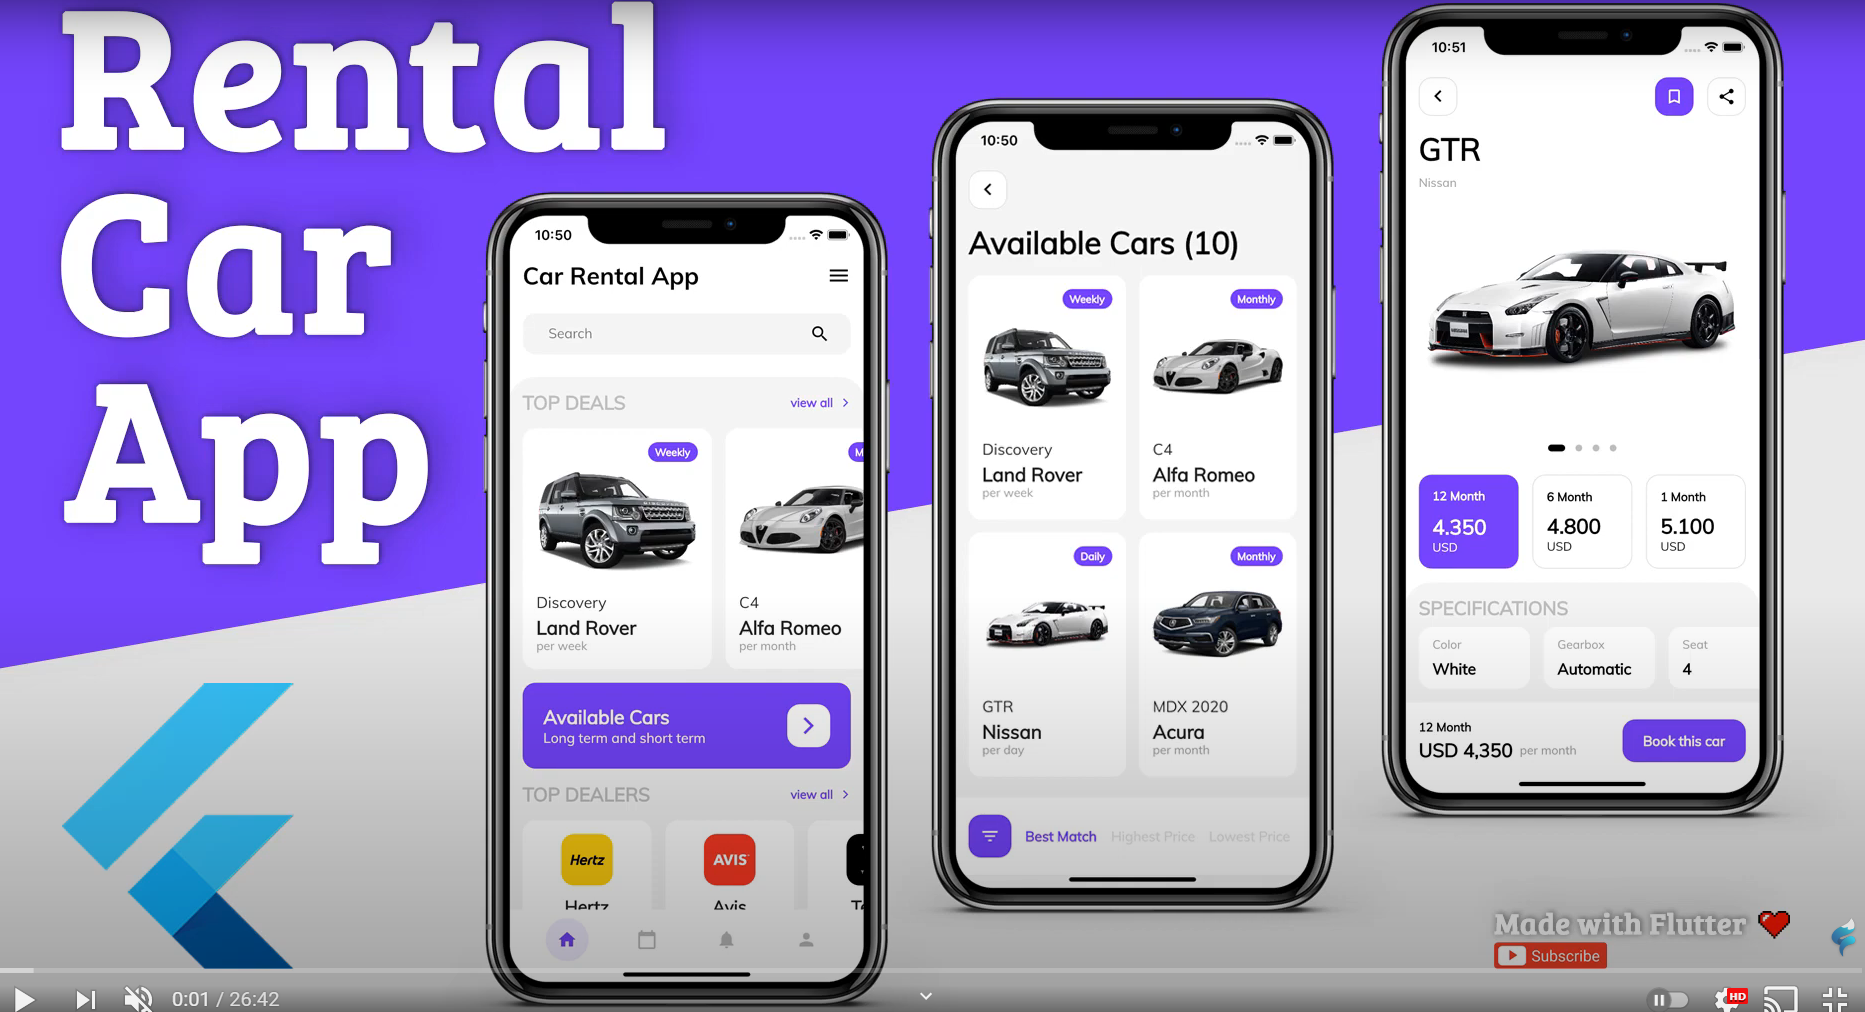 Rental
Car
App
10:50
Car Rental App
Search
TOP DEALS
view all
Weekly
M
Discovery
Land Rover
per week
C4
Alfa Romeo
per month
Available Cars
Long term and short term
TOP DEALERS
view all
Hertz
AVIS
Hertz
Avis
10:50
Available Cars (10)
Weekly
Discovery
Land Rover
per week
Monthly
C4
Alfa Romeo
per month
Daily
GTR
Nissan
per day
Monthly
MDX 2020
Acura
per month
Best Match Highest Price Lowest Price
10:51
GTR
Nissan
12 Month
4.350
USD
6 Month
4.800
USD
1 Month
5.100
USD
SPECIFICATIONS
Color
White
Gearbox
Automatic
Seat
4
12 Month
USD 4,350 per month
Book this car
Made with Flutter
Subscribe
0:01 / 26:42
HD